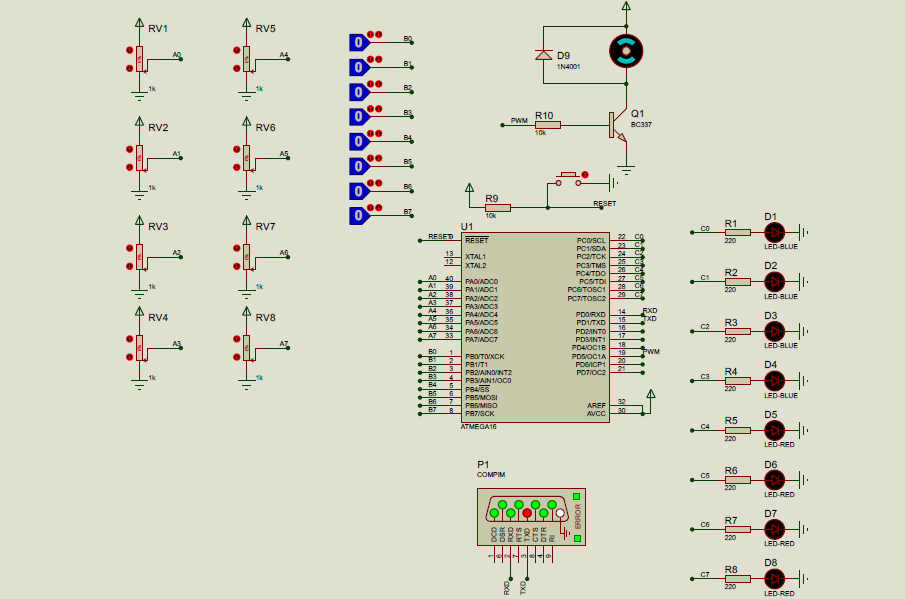 RV1
A0
1k
RV5
A4
1k
RV2
A1
1k
RV6
A5
1k
RV3
A2
1k
RV7
A6
1k
RV4
A3
1k
RV8
A7
1k
0 B0
0 B1
0 B2
0 B3
0 B4
0 B5
0 B6
0 B7
D9
1N4001
Q1
BC337
PWM
R10
10k
R9
10k
RESET
U1
RESET 9 RESET
13 XTAL1
12 XTAL2
A0 40 PA0/ADC0
A1 39 PA1/ADC1
A2 38 PA2/ADC2
A3 37 PA3/ADC3
A4 36 PA4/ADC4
A5 35 PA5/ADC5
A6 34 PA6/ADC6
A7 33 PA7/ADC7
B0 1 PB0/T0/XCK
B1 2 PB1/T1
B2 3 PB2/AIN0/INT2
B3 4 PB3/AIN1/OC0
B4 5 PB4/SS
B5 6 PB5/MOSI
B6 7 PB6/MISO
B7 8 PB7/SCK
PC0/SCL 22 C0
PC1/SDA 23
PC2/TCK 24
PC3/TMS 25
PC4/TDO 26
PC5/TDI 27
PC6/TOSC1 28
PC7/TOSC2 29
PD0/RXD 14 RXD
PD1/TXD 15 TXD
PD2/INT0 16
PD3/INT1 17
PD4/OC1B 18
PD5/OC1A 19 PWM
PD6/ICP1 20
PD7/OC2 21
AREF 32
AVCC 30
ATMEGA16
P1
COMPIM
ERROR
DCD
DSR
RXD
RTS
TXD
CTS
DTR
RI
1
6
2
7
3
8
4
9
RXD
TXD
C0
R1
220
D1
LED-BLUE
C1
R2
220
D2
LED-BLUE
C2
R3
220
D3
LED-BLUE
C3
R4
220
D4
LED-BLUE
C4
R5
220
D5
LED-RED
C5
R6
220
D6
LED-RED
C6
R7
220
D7
LED-RED
C7
R8
220
D8
LED-RED